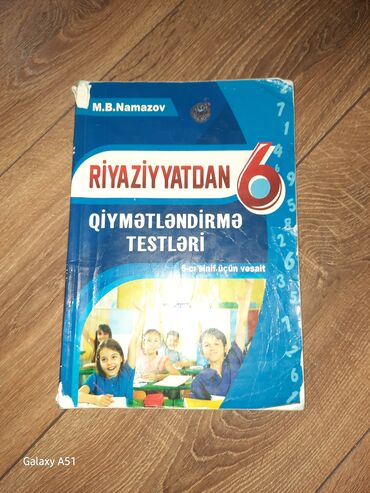 M.B.Namazov
RİYAZİYYATDAN 6
QİYMƏTLƏNDİRMƏ
TESTLƏRİ
6-cı sinif üçün vəsait
Galaxy A51